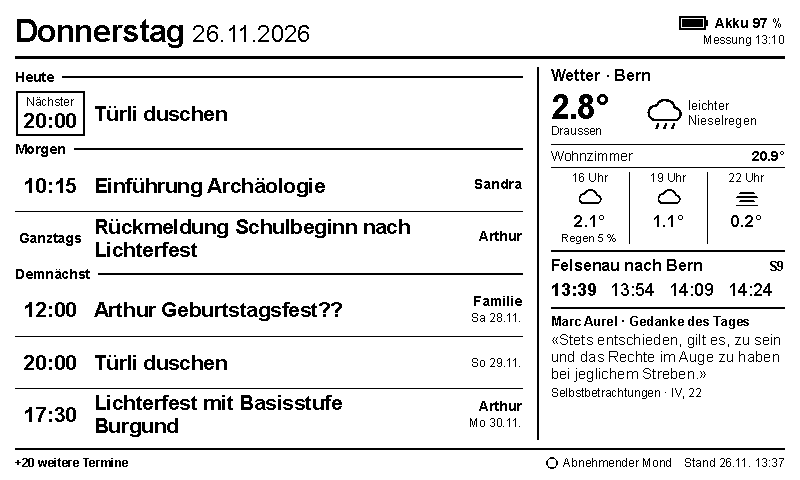 Donnerstag 26.11.2026
Akku 97 %
Messung 13:10
Heute
Nächster
20:00
Türli duschen
Morgen
10:15 Einführung Archäologie Sandra
Ganztags
Rückmeldung Schulbeginn nach
Lichterfest
Arthur
Demnächst
12:00 Arthur Geburtstagsfest??
Familie
Sa 28.11.
20:00 Türli duschen So 29.11.
17:30
Lichterfest mit Basisstufe
Burgund
Arthur
Mo 30.11.
+20 weitere Termine
Wetter · Bern
2.8°
Draussen
leichter
Nieselregen
Wohnzimmer 20.9°
16 Uhr 19 Uhr 22 Uhr
2.1° 1.1° 0.2°
Regen 5 %
Felsenau nach Bern S9
13:39 13:54 14:09 14:24
Marc Aurel · Gedanke des Tages
«Stets entschieden, gilt es, zu sein
und das Rechte im Auge zu haben
bei jeglichem Streben.»
Selbstbetrachtungen · IV, 22
Abnehmender Mond Stand 26.11. 13:37